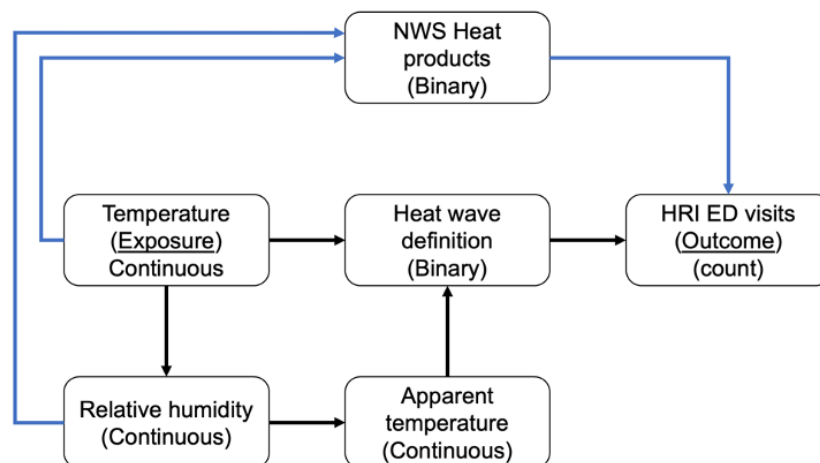 NWS Heat
products
(Binary)
Temperature
(Exposure)
Continuous
Heat wave
definition
(Binary)
HRI ED visits
(Outcome)
(count)
Relative humidity
(Continuous)
Apparent
temperature
(Continuous)